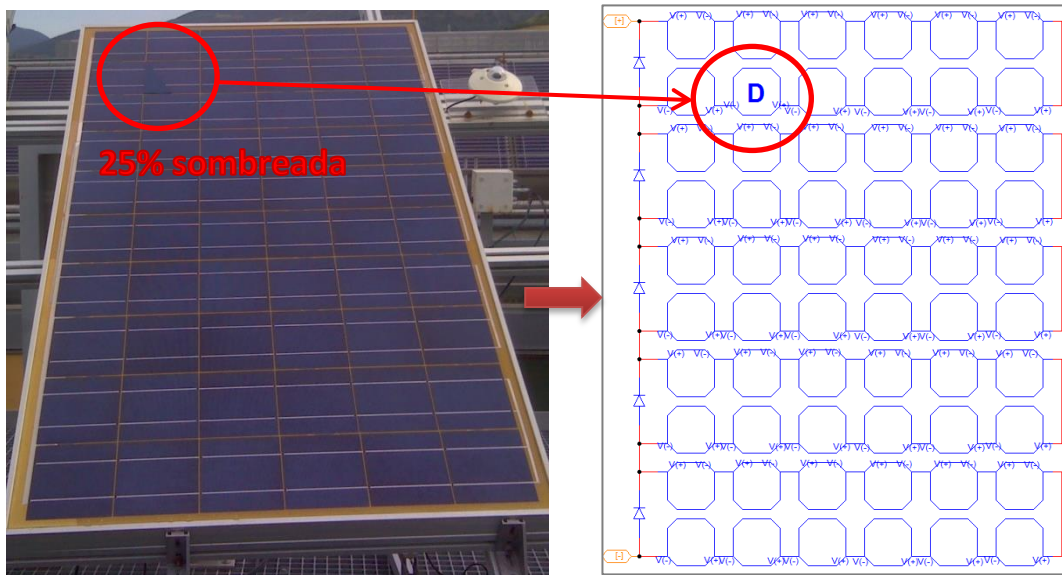 25% sombreada
[+] V(+) V(-) V(+) V(-) V(+) V(-) V(+) V(-) V(+) V(-) V(+) V(-)
D
V(-) V(+) V(-) V(+) V(-) V(+) V(-) V(+) V(-) V(+) V(-) V(+)
V(+) V(-) V(+) V(-) V(+) V(-) V(+) V(-) V(+) V(-) V(+) V(-)
V(-) V(+) V(-) V(+) V(-) V(+) V(-) V(+) V(-) V(+) V(-) V(+)
V(+) V(-) V(+) V(-) V(+) V(-) V(+) V(-) V(+) V(-) V(+) V(-)
V(-) V(+) V(-) V(+) V(-) V(+) V(-) V(+) V(-) V(+) V(-) V(+)
V(+) V(-) V(+) V(-) V(+) V(-) V(+) V(-) V(+) V(-) V(+) V(-)
V(-) V(+) V(-) V(+) V(-) V(+) V(-) V(+) V(-) V(+) V(-) V(+)
V(+) V(-) V(+) V(-) V(+) V(-) V(+) V(-) V(+) V(-) V(+) V(-)
[-] V(-) V(+) V(-) V(+) V(-) V(+) V(-) V(+) V(-) V(+) V(-) V(+)